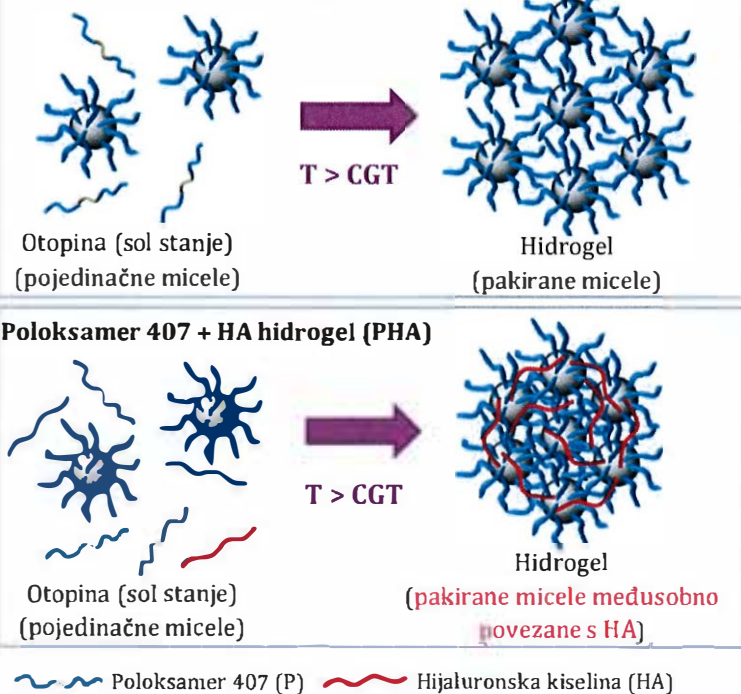 T > CGT
Otopina (sol stanje)
(pojedinačne micele)
Hidrogel
(pakirane micele)
Poloksamer 407 + HA hidrogel (PHA)
T > CGT
Otopina (sol stanje)
(pojedinačne micele)
Hidrogel
(pakirane micele međusobno
povezane s HA)
Poloksamer 407 (P)
Hijaluronska kiselina (HA)